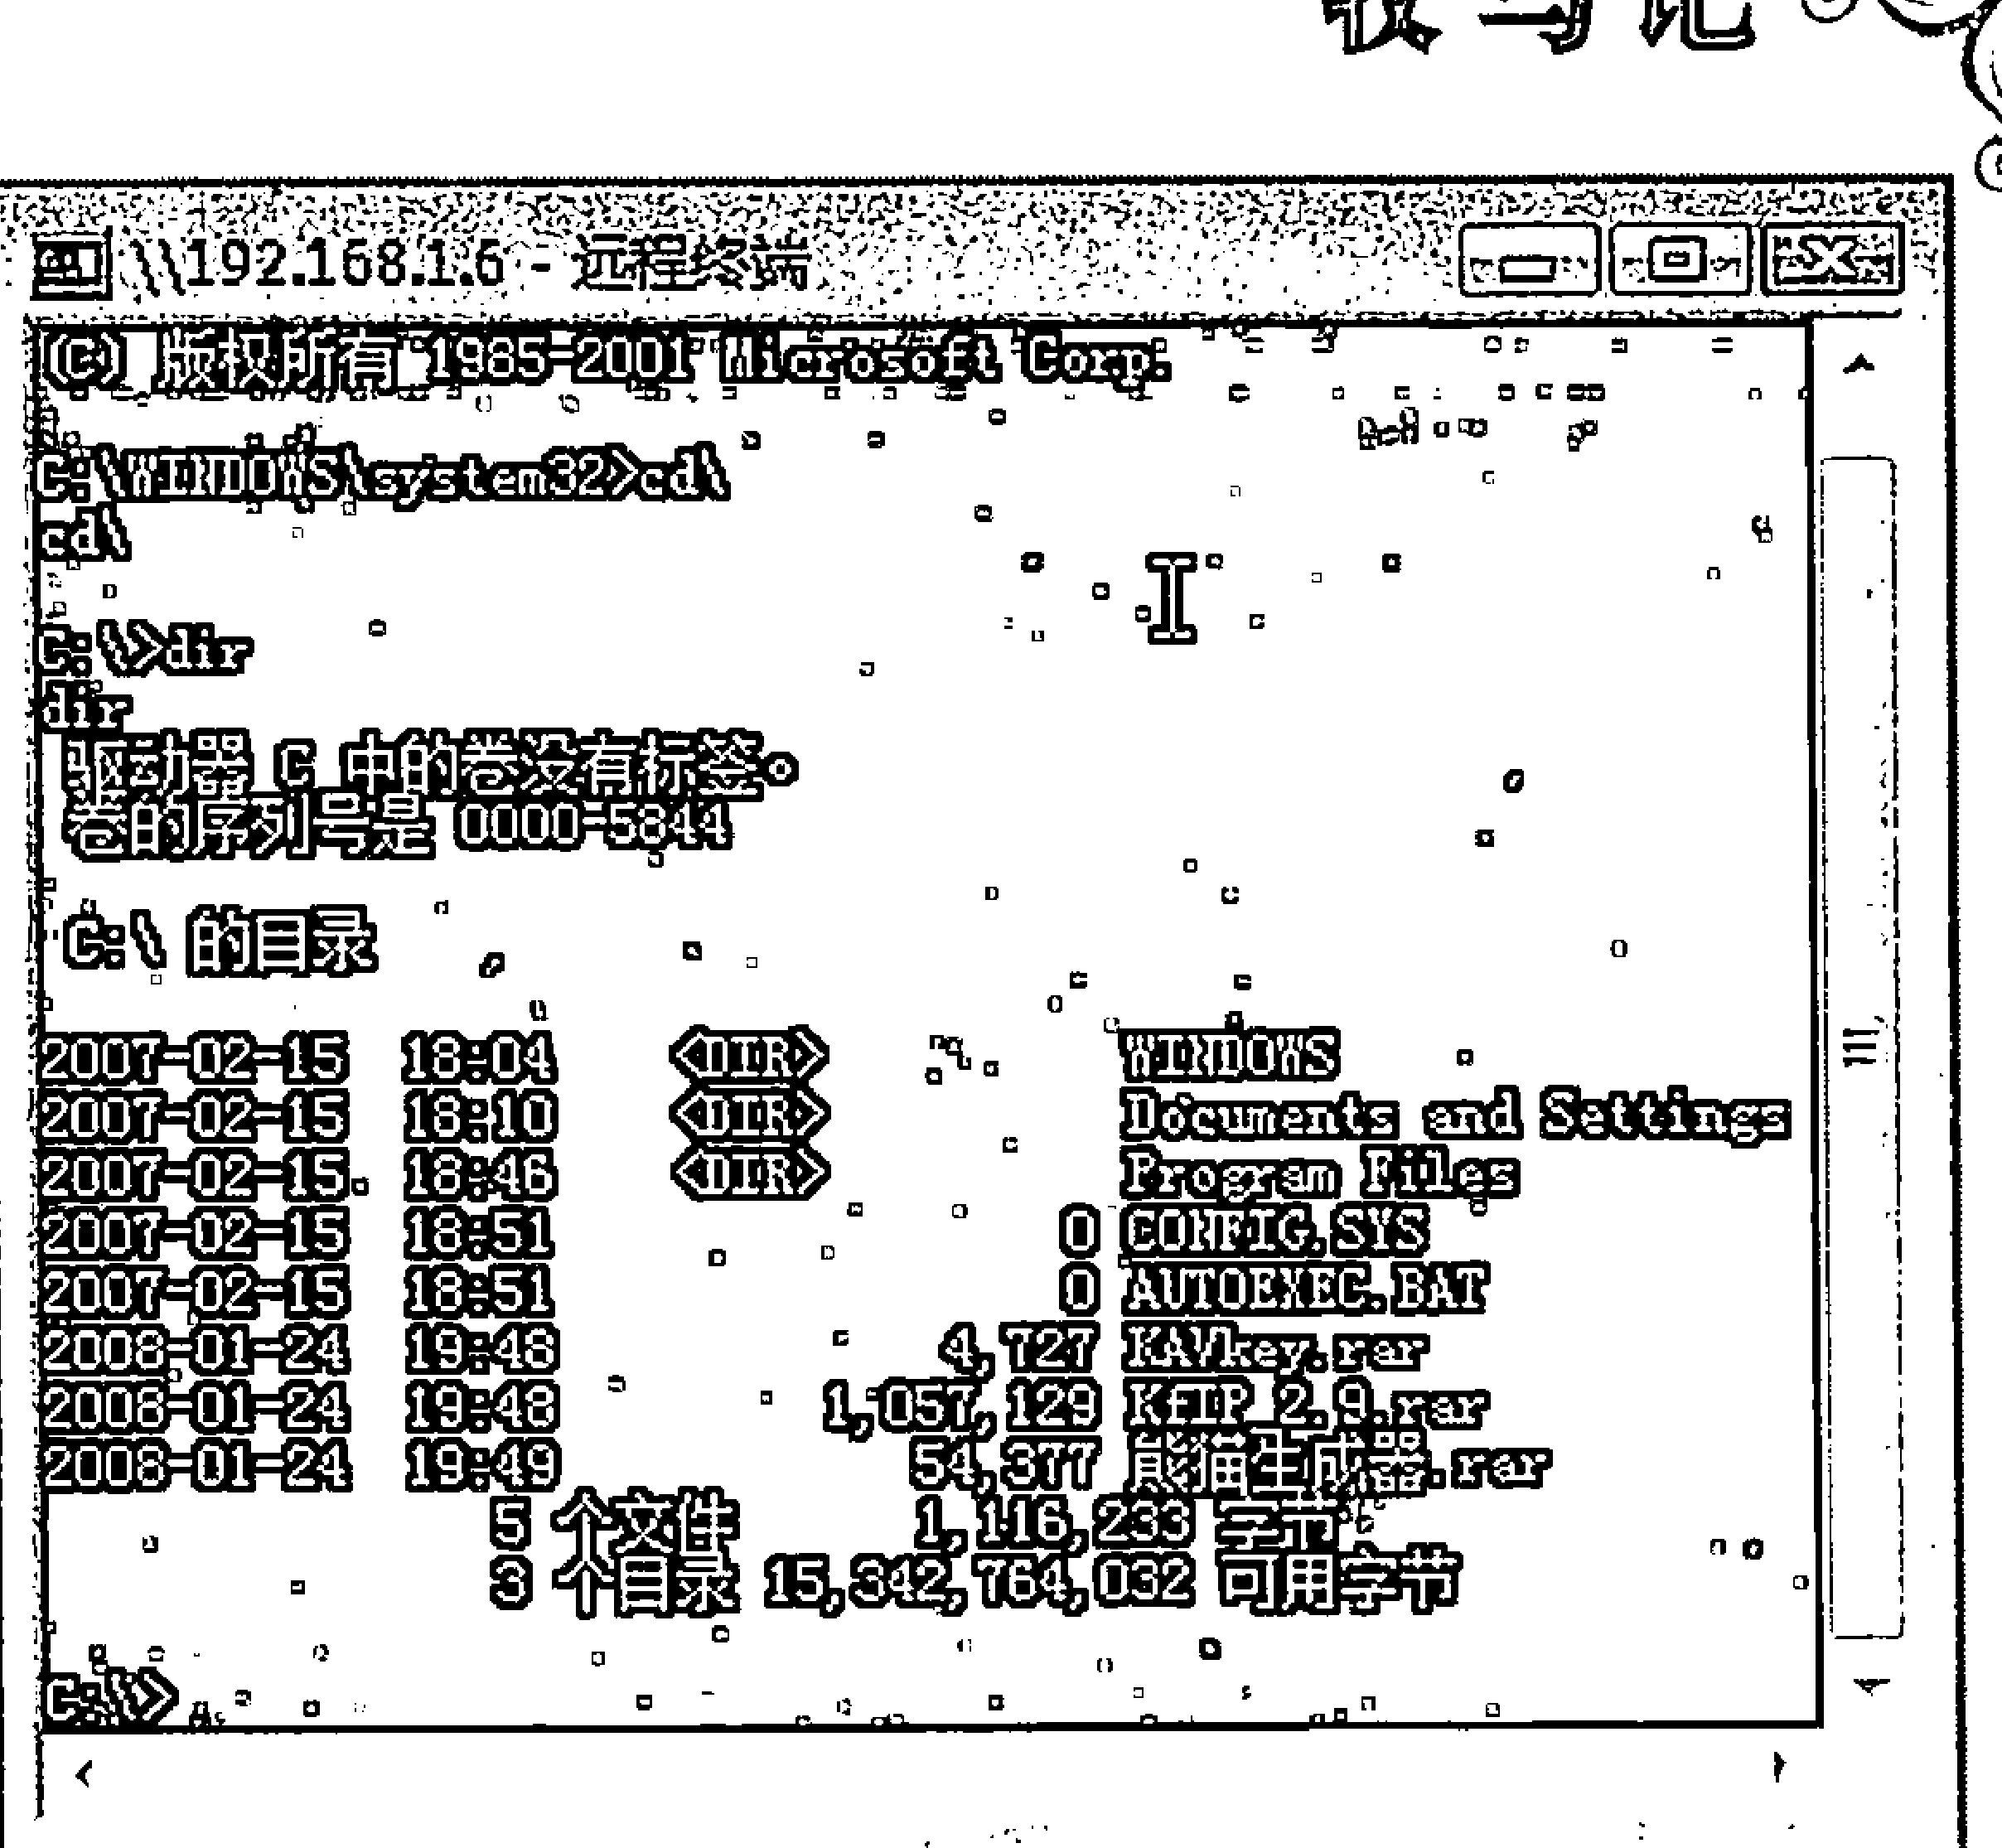 牧马记
\\192.168.1.6 - 远程终端
(C) 版权所有 1985-2001 Microsoft Corp.
C:\WINDOWS\system32>cd\
cd\
C:\>dir
dir
驱动器 C 中的卷没有标签。
卷的序列号是 0000-5844
C:\ 的目录
2007-02-15 18:04 <DIR> WINDOWS
2007-02-15 18:10 <DIR> Documents and Settings
2007-02-15 18:46 <DIR> Program Files
2007-02-15 18:51 0 CONFIG.SYS
2007-02-15 18:51 0 AUTOEXEC.BAT
2008-01-24 19:48 4,727 KAVkey.rar
2008-01-24 19:48 1,057,129 KfTP 2.9.rar
2008-01-24 19:49 54,377 熊猫生成器.rar
5 个文件 1,116,233 字节
3 个目录 15,342,764,032 可用字节
C:\>